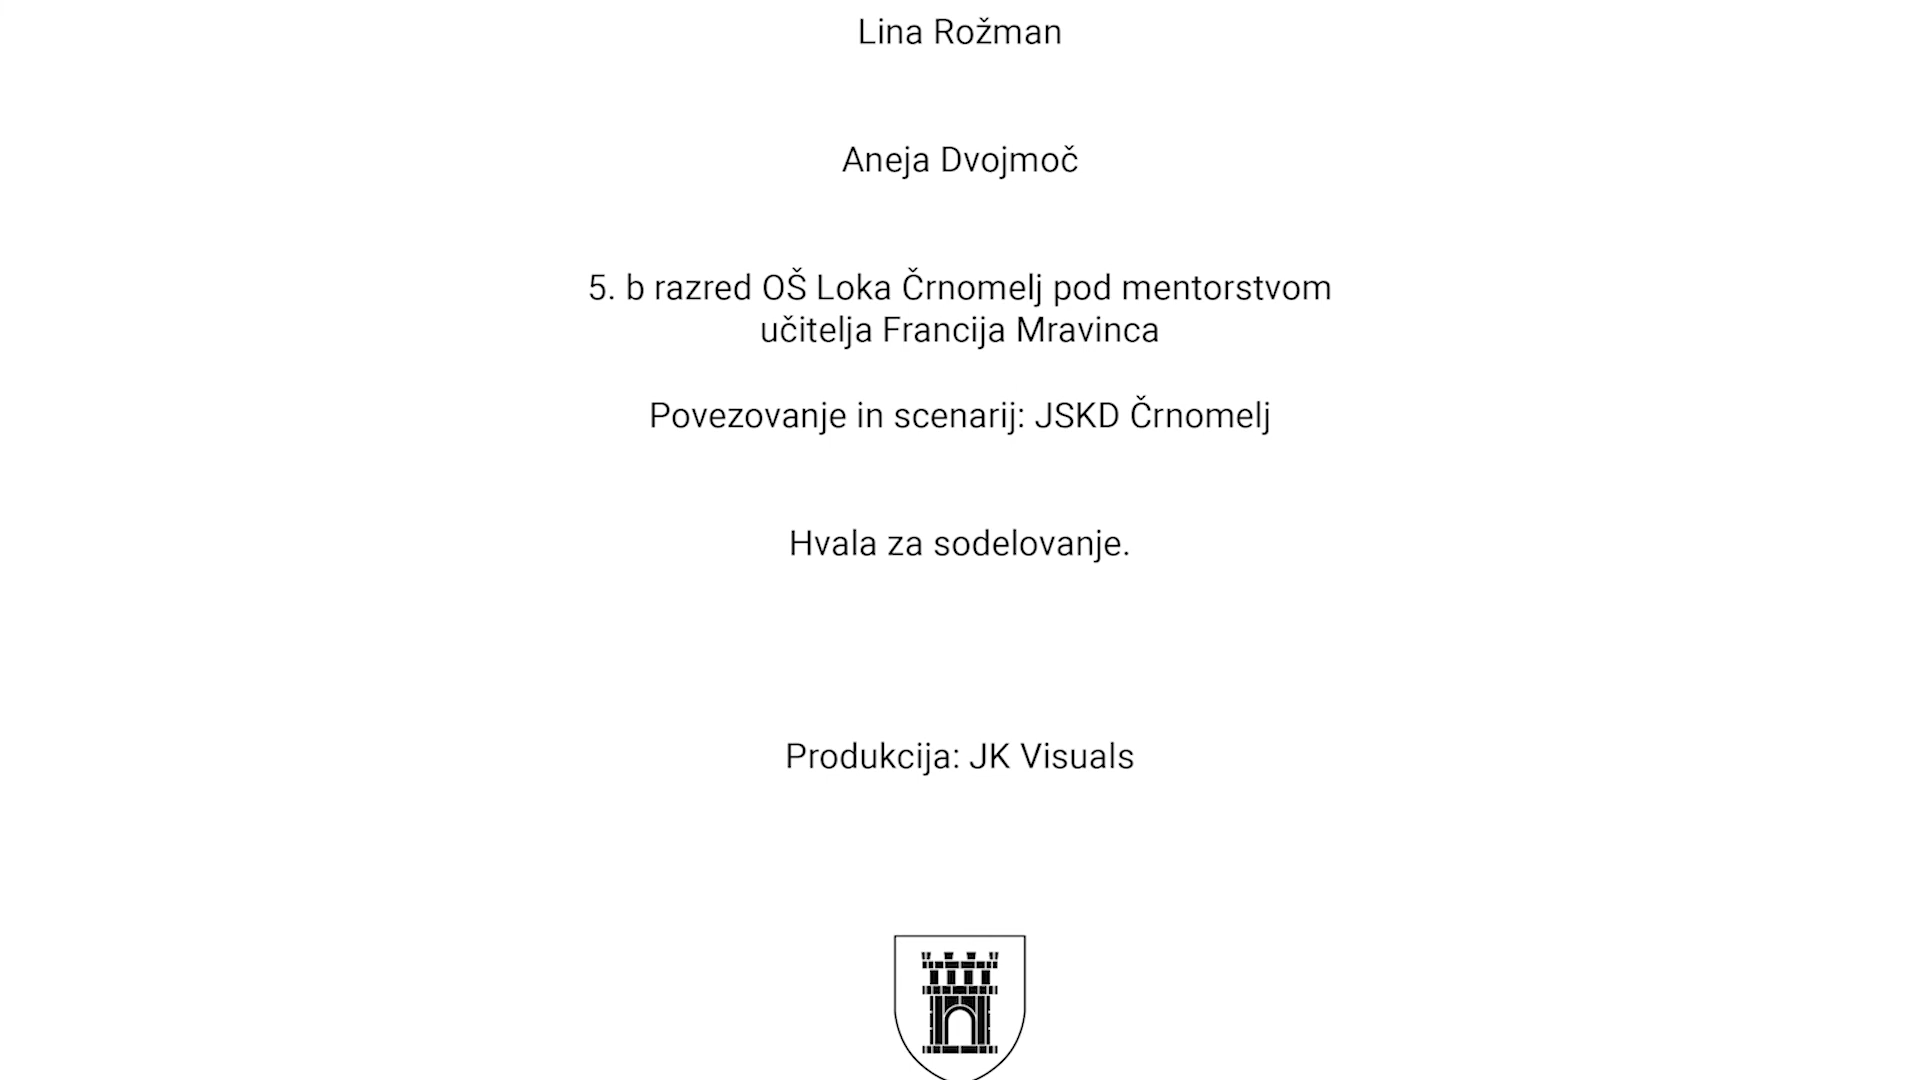 Lina Rožman
Aneja Dvojmoč
5. b razred OŠ Loka Črnomelj pod mentorstvom
učitelja Francija Mravinca
Povezovanje in scenarij: JSKD Črnomelj
Hvala za sodelovanje.
Produkcija: JK Visuals